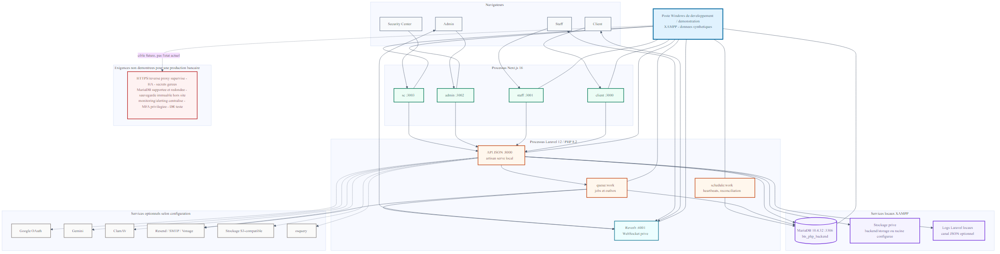 Navigateurs
Security Center
Admin
Staff
Client
Poste Windows de developpement
/ demonstration
XAMPP - donnees synthetiques
cible future, pas l'etat actuel
Exigences non demontrees pour une production bancaire
HTTPS/reverse proxy supervise -
HA - secrets gerees
MariaDB supportee et redondee -
sauvegarde immuable hors site
monitoring/alerting centralise -
MFA privilegiee - DR teste
Processus Next.js 16
sc :3003
admin :3002
staff :3001
client :3000
Processus Laravel 12 / PHP 8.2
API JSON :8000
artisan serve local
queue:work
jobs et outbox
schedule:work
heartbeats, reconciliation
Reverb :6001
WebSocket prive
Services optionnels selon configuration
Google OAuth
Gemini
ClamAV
Resend / SMTP / Vonage
Stockage S3-compatible
osquery
Services locaux XAMPP
MariaDB 10.4.32 :3306
bts_php_backend
Stockage prive
backend/storage ou racine
configuree
Logs Laravel locaux
canal JSON optionnel